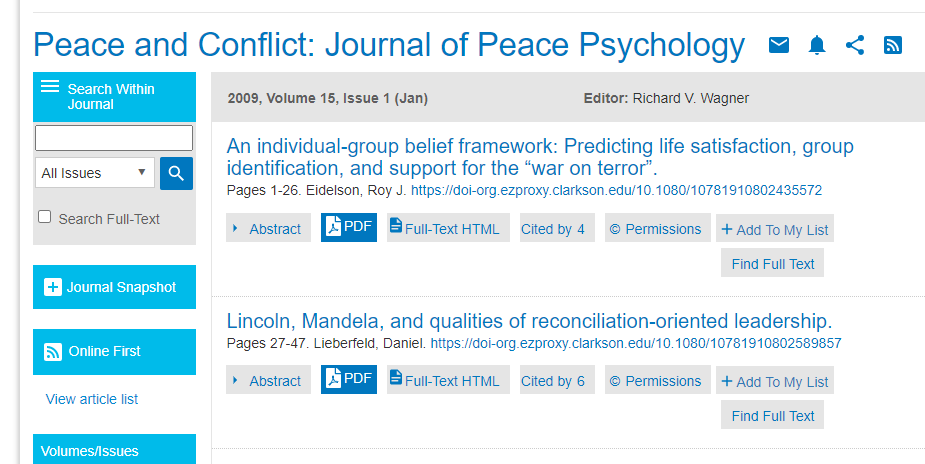 Peace and Conflict: Journal of Peace Psychology
Search Within
Journal
All Issues
Search Full-Text
Journal Snapshot
Online First
View article list
Volumes/Issues
2009, Volume 15, Issue 1 (Jan) Editor: Richard V. Wagner
An individual-group belief framework: Predicting life satisfaction, group
identification, and support for the “war on terror”.
Pages 1-26. Eidelson, Roy J. https://doi-org.ezproxy.clarkson.edu/10.1080/10781910802435572
Abstract PDF Full-Text HTML Cited by 4 © Permissions + Add To My List
Find Full Text
Lincoln, Mandela, and qualities of reconciliation-oriented leadership.
Pages 27-47. Lieberfeld, Daniel. https://doi-org.ezproxy.clarkson.edu/10.1080/10781910802589857
Abstract PDF Full-Text HTML Cited by 6 © Permissions + Add To My List
Find Full Text